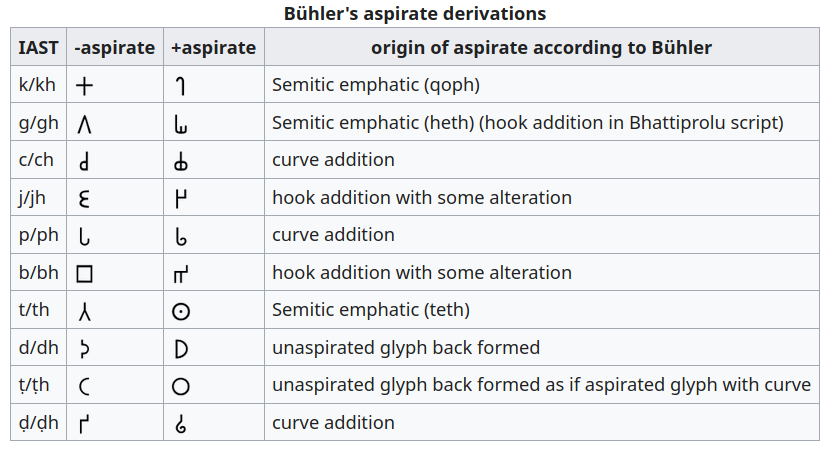 Bühler's aspirate derivations
IAST -aspirate +aspirate origin of aspirate according to Bühler
k/kh 𑀓 𑀔 Semitic emphatic (qoph)
g/gh 𑀕 𑀖 Semitic emphatic (heth) (hook addition in Bhattiprolu script)
c/ch 𑀘 𑀙 curve addition
j/jh 𑀚 𑀛 hook addition with some alteration
p/ph 𑀧 𑀨 curve addition
b/bh 𑀩 𑀪 hook addition with some alteration
t/th 𑀢 𑀣 Semitic emphatic (teth)
d/dh 𑀤 𑀥 unaspirated glyph back formed
ṭ/ṭh 𑀝 𑀞 unaspirated glyph back formed as if aspirated glyph with curve
ḍ/ḍh 𑀟 𑀠 curve addition